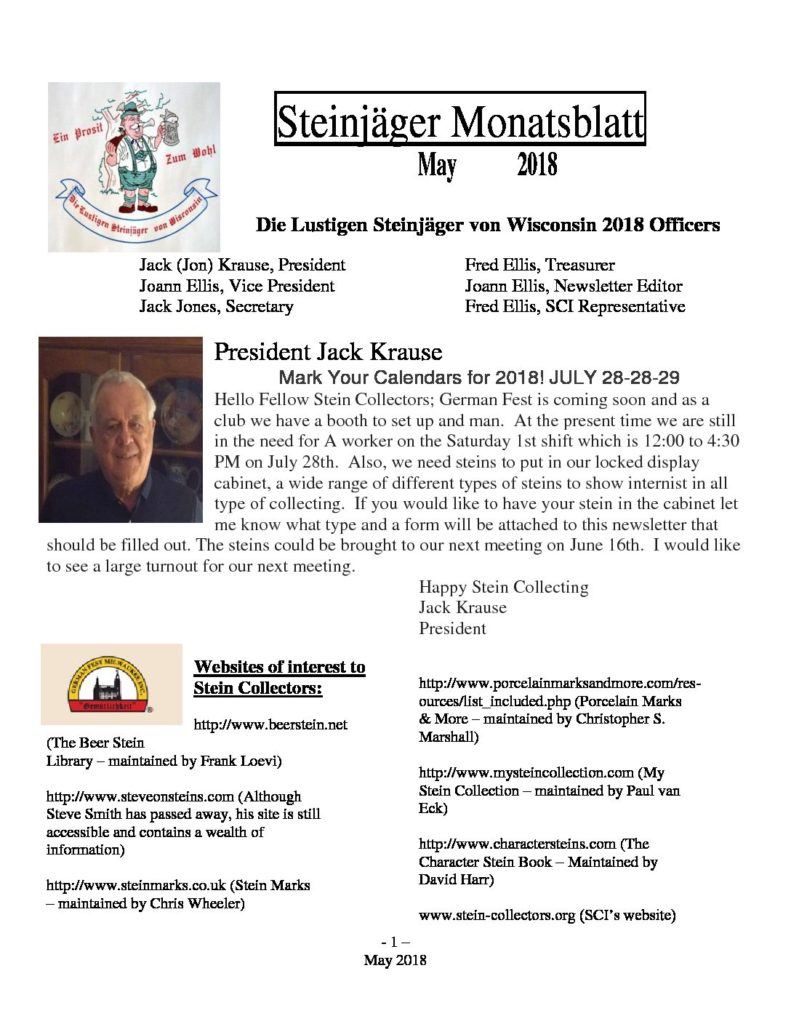 Ein Prosit
Zum Wohl
Die Lustigen Steinjäger von Wisconsin
Steinjäger Monatsblatt
May 2018
Die Lustigen Steinjäger von Wisconsin 2018 Officers
Jack (Jon) Krause, President
Joann Ellis, Vice President
Jack Jones, Secretary
Fred Ellis, Treasurer
Joann Ellis, Newsletter Editor
Fred Ellis, SCI Representative
President Jack Krause
Mark Your Calendars for 2018! JULY 28-28-29
Hello Fellow Stein Collectors; German Fest is coming soon and as a
club we have a booth to set up and man. At the present time we are still
in the need for A worker on the Saturday 1st shift which is 12:00 to 4:30
PM on July 28th. Also, we need steins to put in our locked display
cabinet, a wide range of different types of steins to show internist in all
type of collecting. If you would like to have your stein in the cabinet let
me know what type and a form will be attached to this newsletter that
should be filled out. The steins could be brought to our next meeting on June 16th. I would like
to see a large turnout for our next meeting.
Happy Stein Collecting
Jack Krause
President
GERMAN FEST MILWAUKEE INC.
"Gemütlichkeit"
®
Websites of interest to
Stein Collectors:
http://www.beerstein.net
(The Beer Stein
Library – maintained by Frank Loevi)
http://www.steveonsteins.com (Although
Steve Smith has passed away, his site is still
accessible and contains a wealth of
information)
http://www.steinmarks.co.uk (Stein Marks
– maintained by Chris Wheeler)
http://www.porcelainmarksandmore.com/res-
ources/list_included.php (Porcelain Marks
& More – maintained by Christopher S.
Marshall)
http://www.mysteincollection.com (My
Stein Collection – maintained by Paul van
Eck)
http://www.charactersteins.com (The
Character Stein Book – Maintained by
David Harr)
www.stein-collectors.org (SCI's website)
- 1 –
May 2018